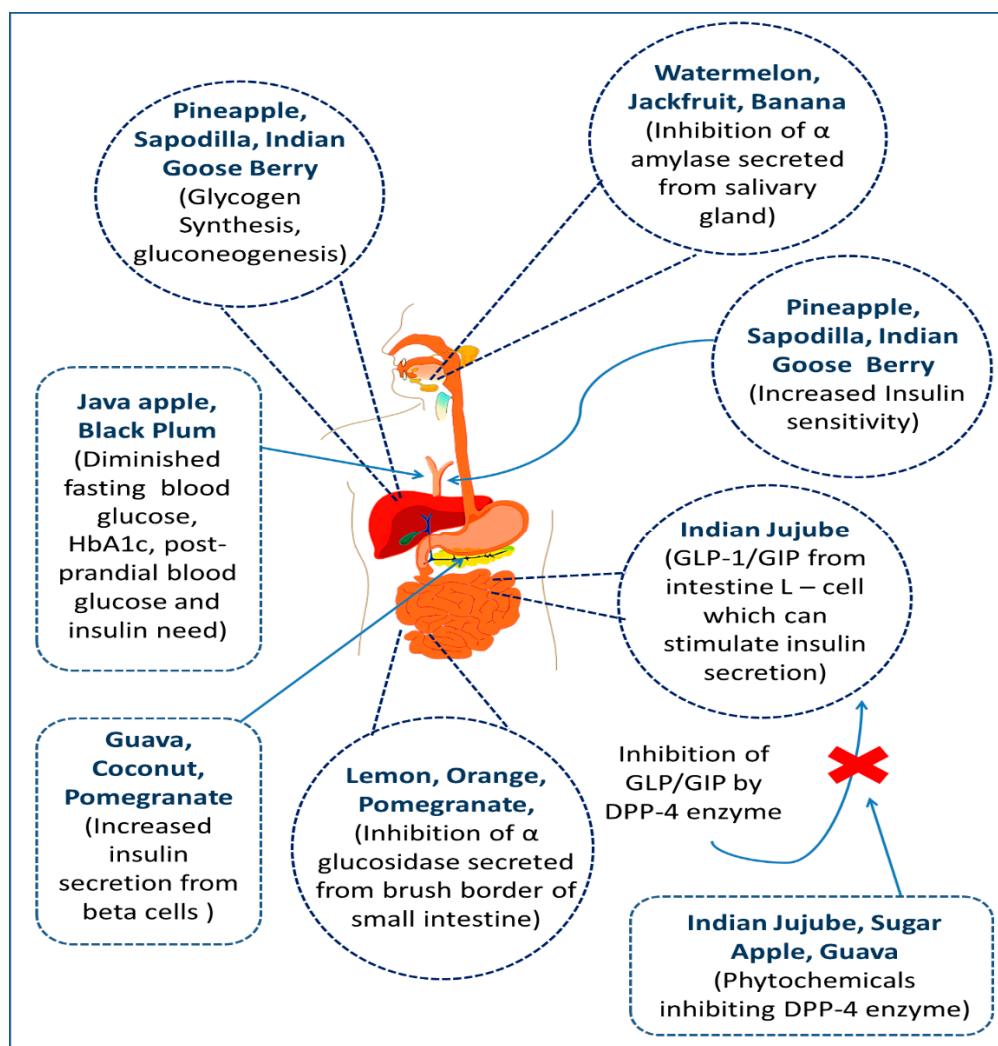 Pineapple,
Sapodilla, Indian
Goose Berry
(Glycogen
Synthesis,
gluconeogenesis)
Watermelon,
Jackfruit, Banana
(Inhibition of α
amylase secreted
from salivary
gland)
Pineapple,
Sapodilla, Indian
Goose Berry
(Increased Insulin
sensitivity)
Java apple,
Black Plum
(Diminished
fasting blood
glucose,
HbA1c, post-
prandial blood
glucose and
insulin need)
Indian Jujube
(GLP-1/GIP from
intestine L – cell
which can
stimulate insulin
secretion)
Guava,
Coconut,
Pomegranate
(Increased
insulin
secretion from
beta cells )
Lemon, Orange,
Pomegranate,
(Inhibition of α
glucosidase secreted
from brush border of
small intestine)
Inhibition of
GLP/GIP by
DPP-4 enzyme
Indian Jujube, Sugar
Apple, Guava
(Phytochemicals
inhibiting DPP-4 enzyme)